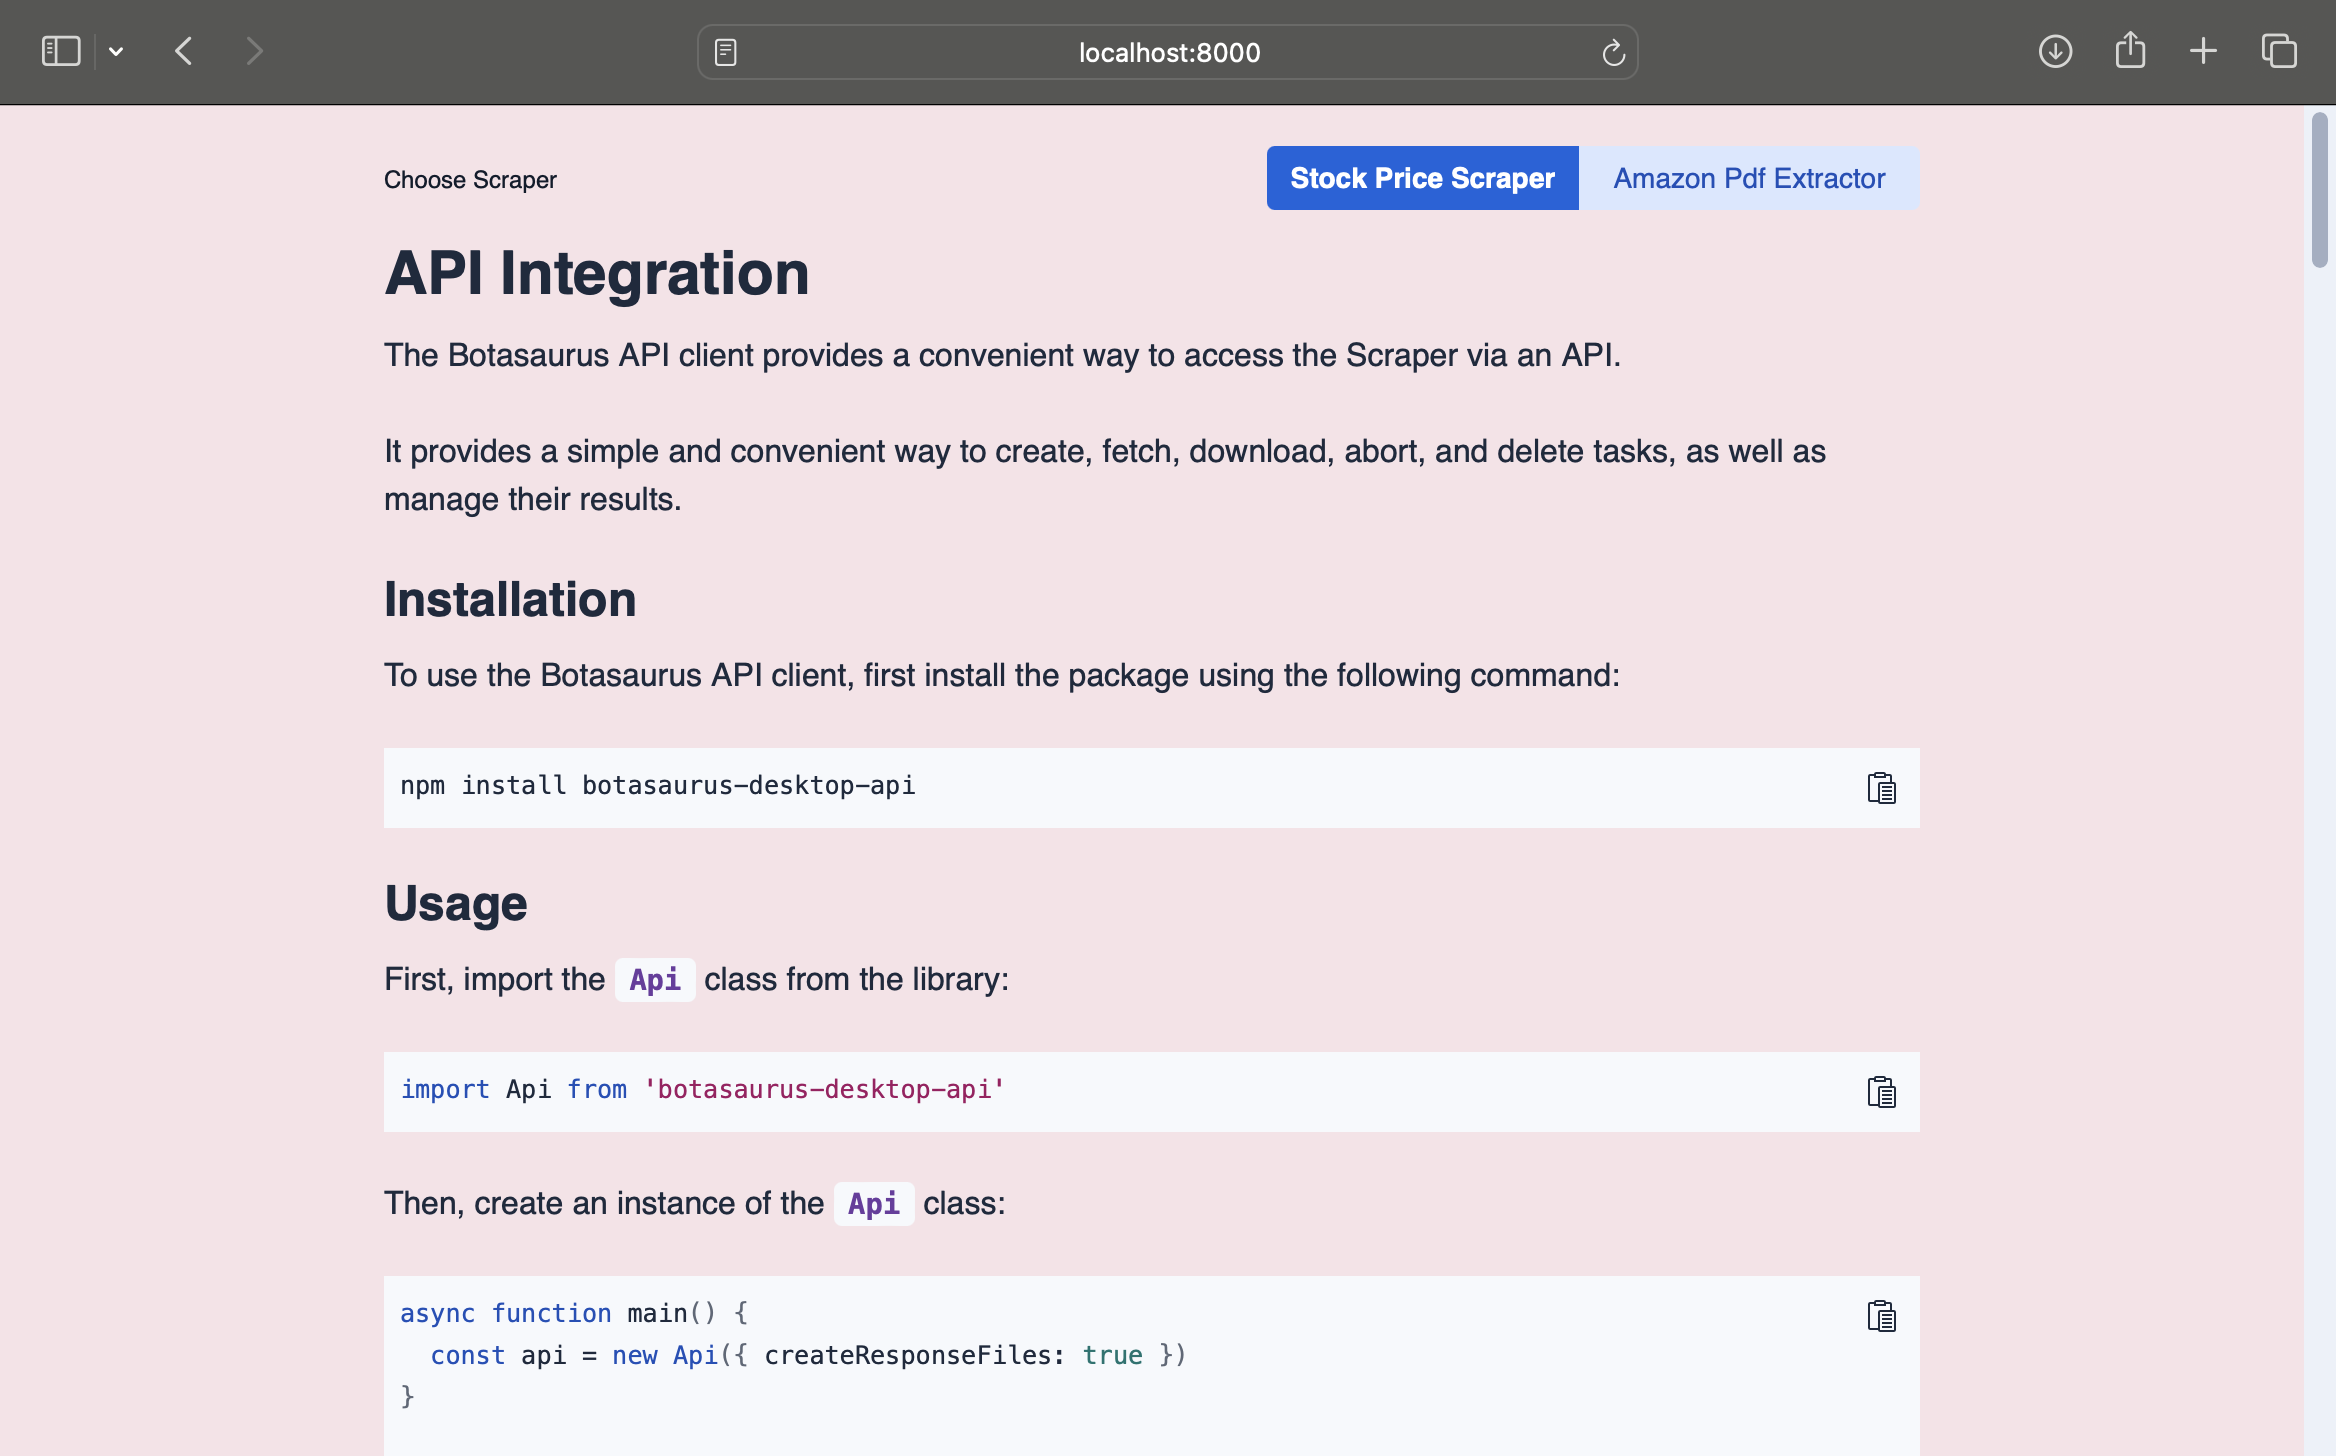 localhost:8000
Choose Scraper
Stock Price Scraper
Amazon Pdf Extractor
API Integration
The Botasaurus API client provides a convenient way to access the Scraper via an API.
It provides a simple and convenient way to create, fetch, download, abort, and delete tasks, as well as
manage their results.
Installation
To use the Botasaurus API client, first install the package using the following command:
npm install botasaurus-desktop-api
Usage
First, import the Api class from the library:
import Api from 'botasaurus-desktop-api'
Then, create an instance of the Api class:
async function main() {
  const api = new Api({ createResponseFiles: true })
}